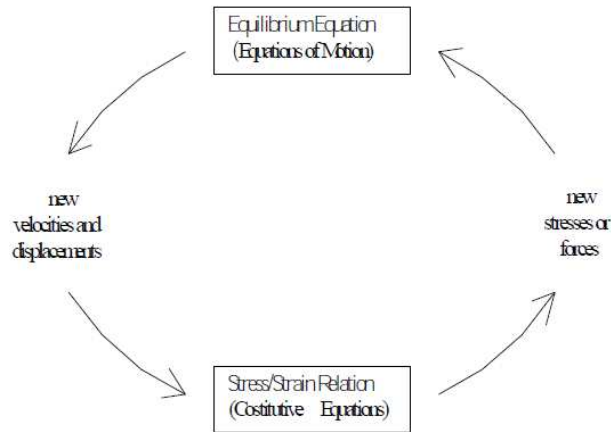 Equilibrium Equation
(Equations of Motion)
new
velocities and
displacements
new
stresses or
forces
Stress/Strain Relation
(Costitutive Equations)